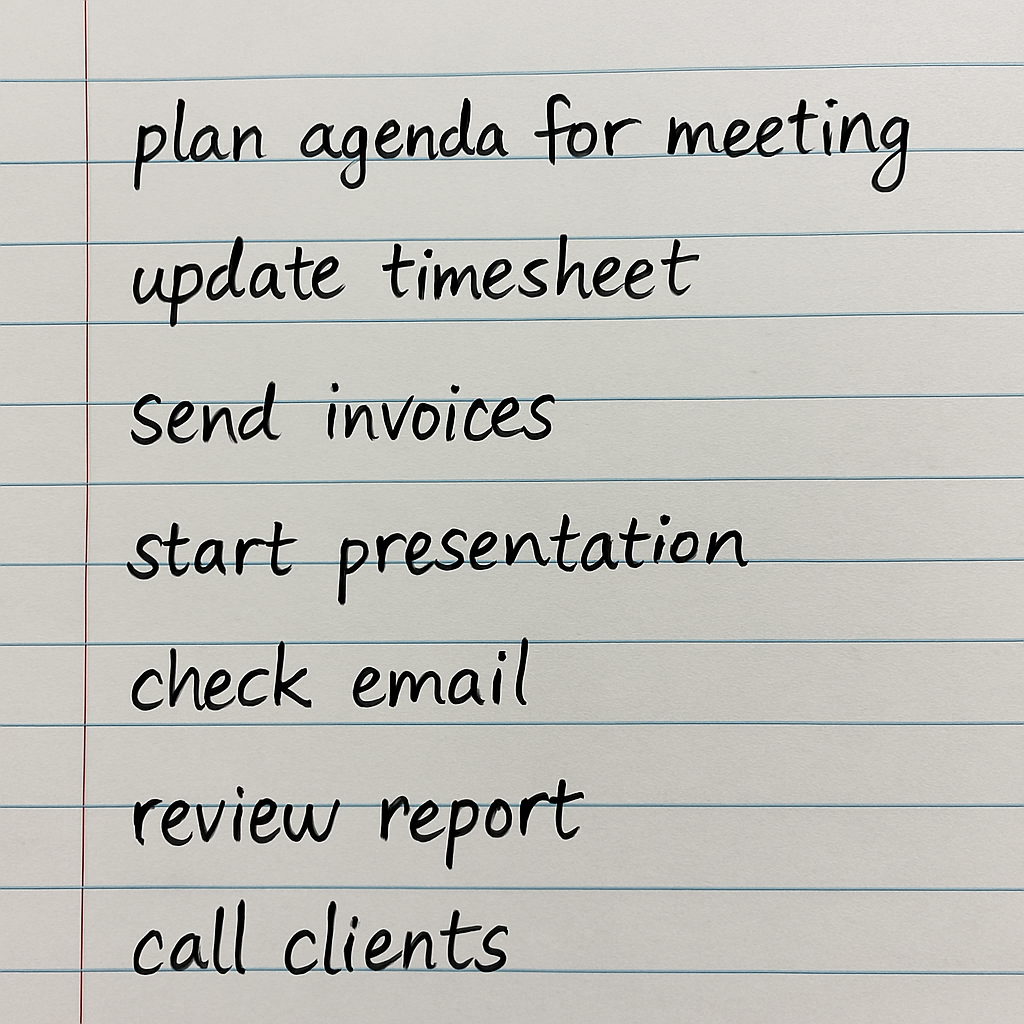 plan agenda for meeting
update timesheet
send invoices
start presentation
check email
review report
call clients